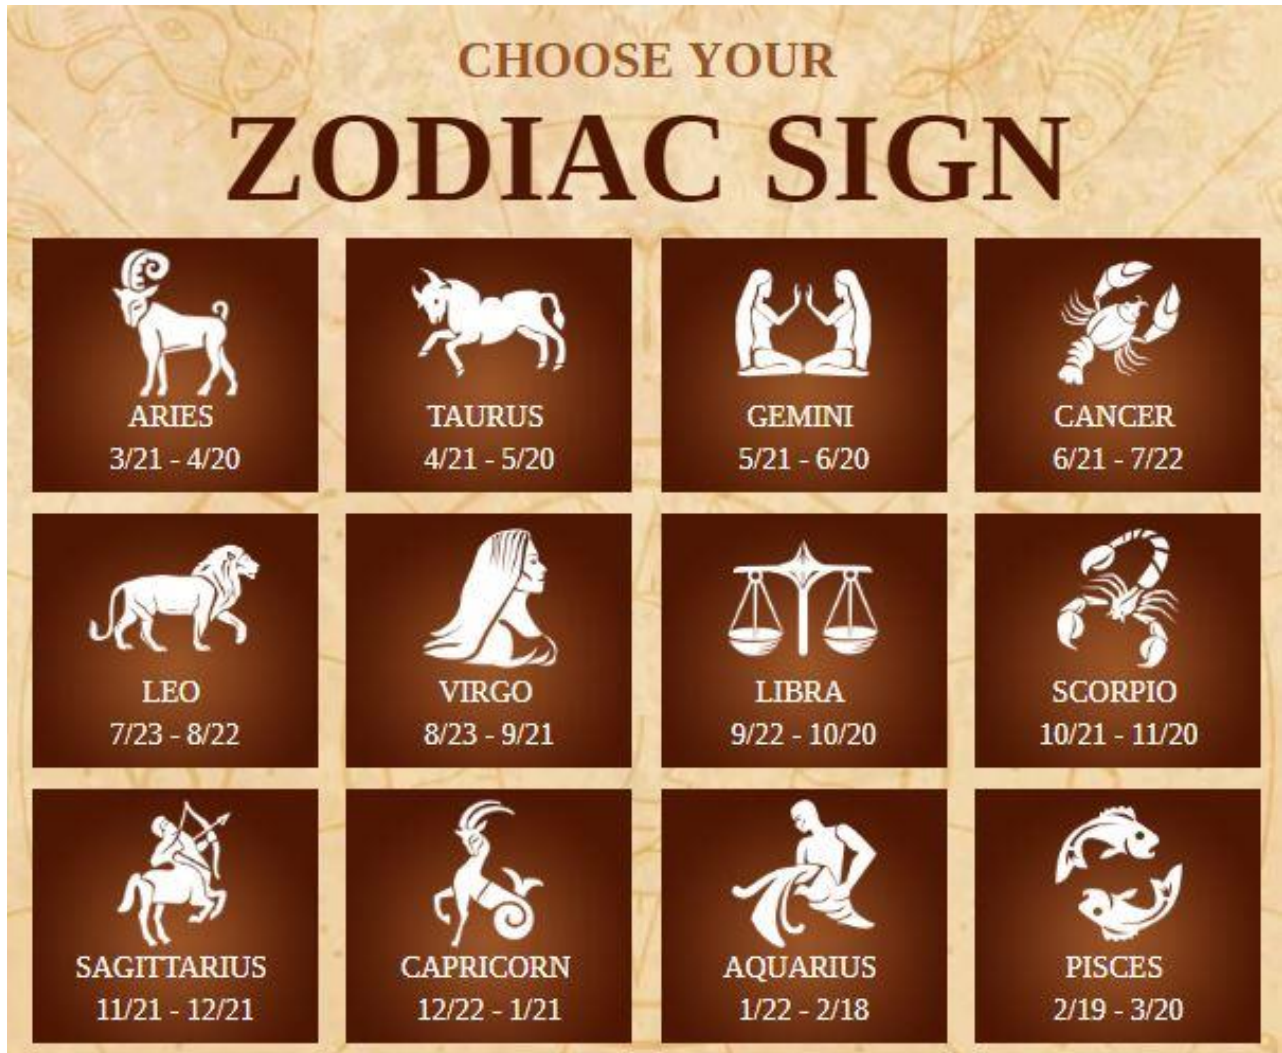 CHOOSE YOUR
ZODIAC SIGN
ARIES
3/21 - 4/20
TAURUS
4/21 - 5/20
GEMINI
5/21 - 6/20
CANCER
6/21 - 7/22
LEO
7/23 - 8/22
VIRGO
8/23 - 9/21
LIBRA
9/22 - 10/20
SCORPIO
10/21 - 11/20
SAGITTARIUS
11/21 - 12/21
CAPRICORN
12/22 - 1/21
AQUARIUS
1/22 - 2/18
PISCES
2/19 - 3/20